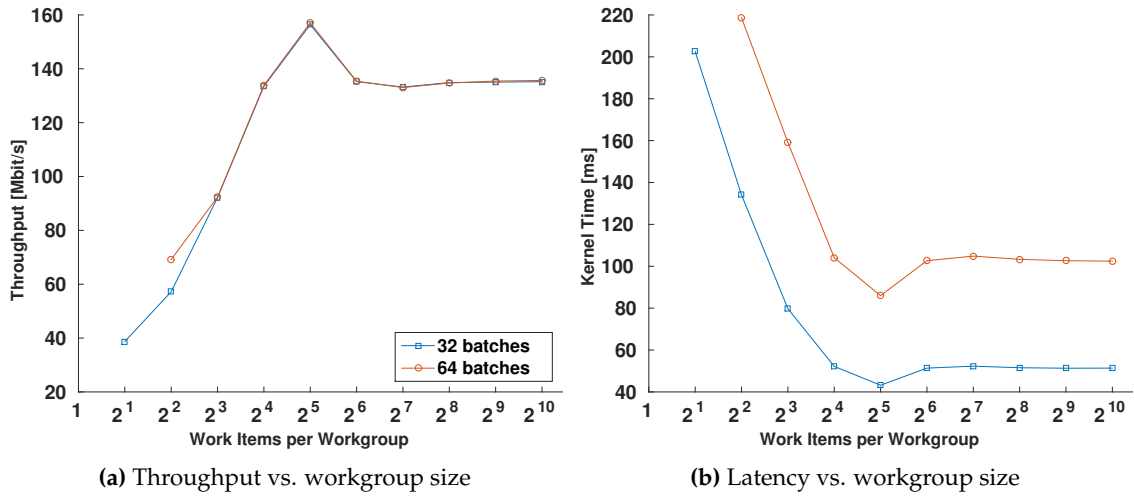 160
140
120
100
80
60
40
20
Throughput [Mbit/s]
32 batches
64 batches
1 2^1 2^2 2^3 2^4 2^5 2^6 2^7 2^8 2^9 2^10
Work Items per Workgroup
(a) Throughput vs. workgroup size
220
200
180
160
140
120
100
80
60
40
Kernel Time [ms]
1 2^1 2^2 2^3 2^4 2^5 2^6 2^7 2^8 2^9 2^10
Work Items per Workgroup
(b) Latency vs. workgroup size